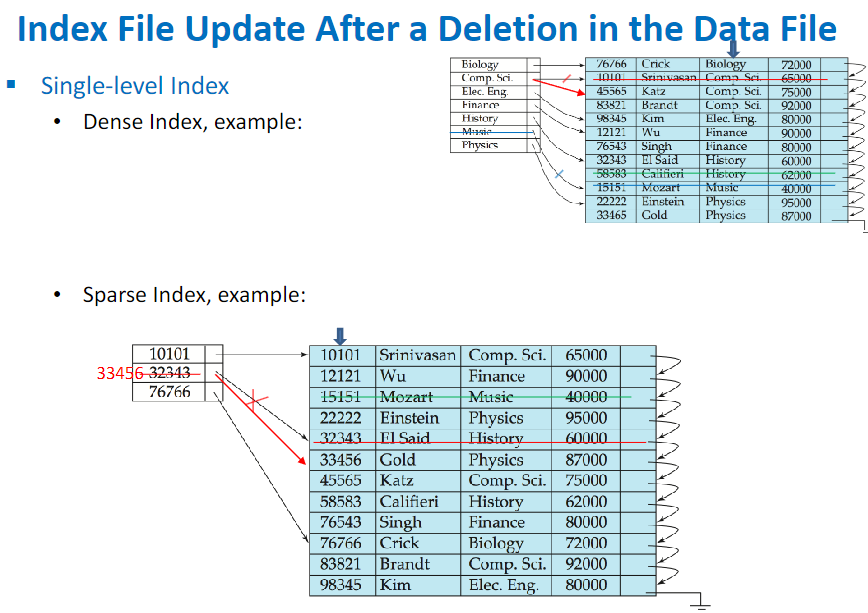 Index File Update After a Deletion in the Data File
▪ Single-level Index
• Dense Index, example:
Biology
Comp. Sci.
Elec. Eng.
Finance
History
Music
Physics
76766 Crick Biology 72000
10101 Srinivasan Comp. Sci. 65000
45565 Katz Comp. Sci. 75000
83821 Brandt Comp. Sci. 92000
98345 Kim Elec. Eng. 80000
12121 Wu Finance 90000
76543 Singh Finance 80000
32343 El Said History 60000
58583 Califieri History 62000
15151 Mozart Music 40000
22222 Einstein Physics 95000
33465 Gold Physics 87000
• Sparse Index, example:
10101
33456 32343
76766
10101 Srinivasan Comp. Sci. 65000
12121 Wu Finance 90000
15151 Mozart Music 40000
22222 Einstein Physics 95000
32343 El Said History 60000
33456 Gold Physics 87000
45565 Katz Comp. Sci. 75000
58583 Califieri History 62000
76543 Singh Finance 80000
76766 Crick Biology 72000
83821 Brandt Comp. Sci. 92000
98345 Kim Elec. Eng. 80000